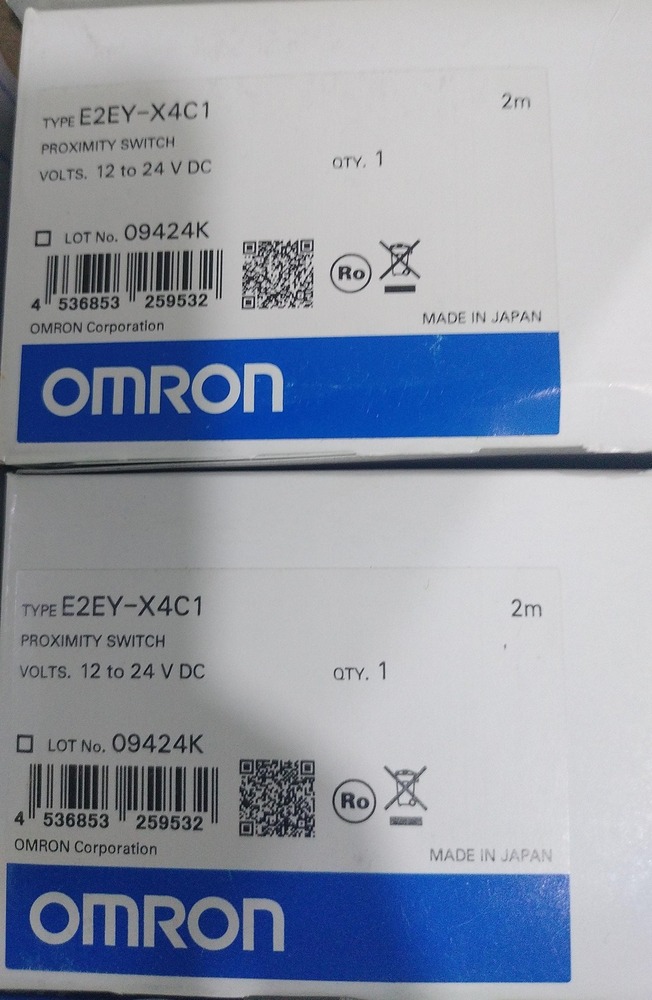 TYPE E2EY-X4C1 2m
PROXIMITY SWITCH
VOLTS. 12 to 24 V DC QTY. 1
LOT No. 09424K
Ro
4 536853 259532
OMRON Corporation MADE IN JAPAN
OMRON
TYPE E2EY-X4C1 2m
PROXIMITY SWITCH
VOLTS. 12 to 24 V DC QTY. 1
LOT No. 09424K
Ro
4 536853 259532
OMRON Corporation MADE IN JAPAN
OMRON